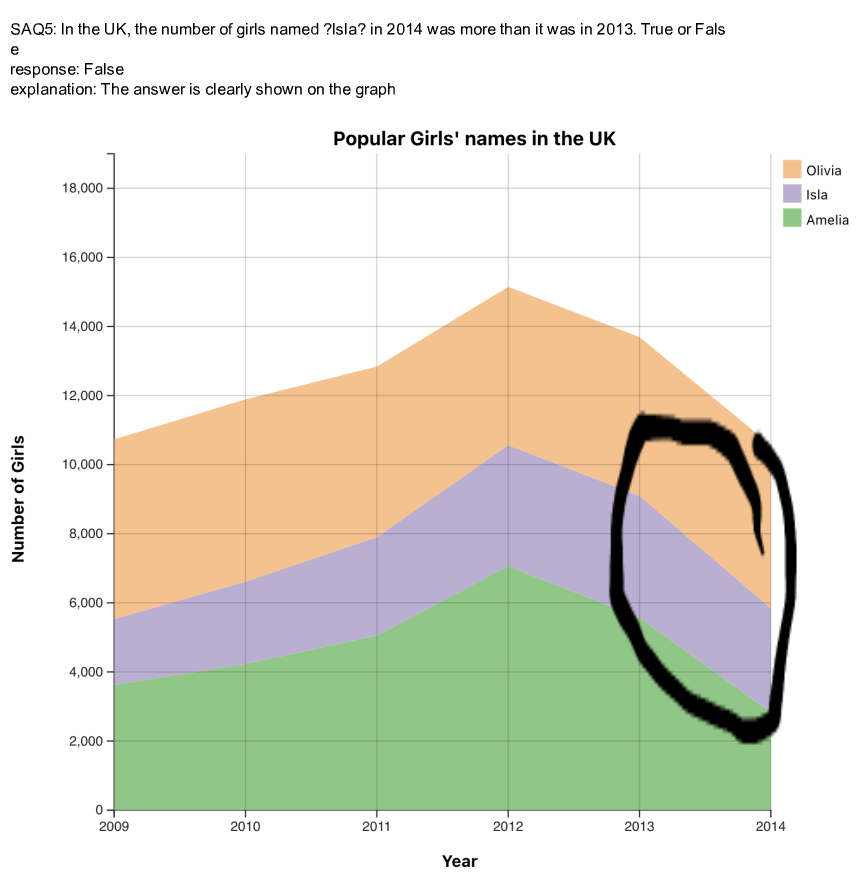 SAQ5: In the UK, the number of girls named ?Isla? in 2014 was more than it was in 2013. True or Fals
e
response: False
explanation: The answer is clearly shown on the graph
Popular Girls' names in the UK
Olivia
Isla
Amelia
18,000
16,000
14,000
12,000
10,000
8,000
6,000
4,000
2,000
0
Number of Girls
2009 2010 2011 2012 2013 2014
Year